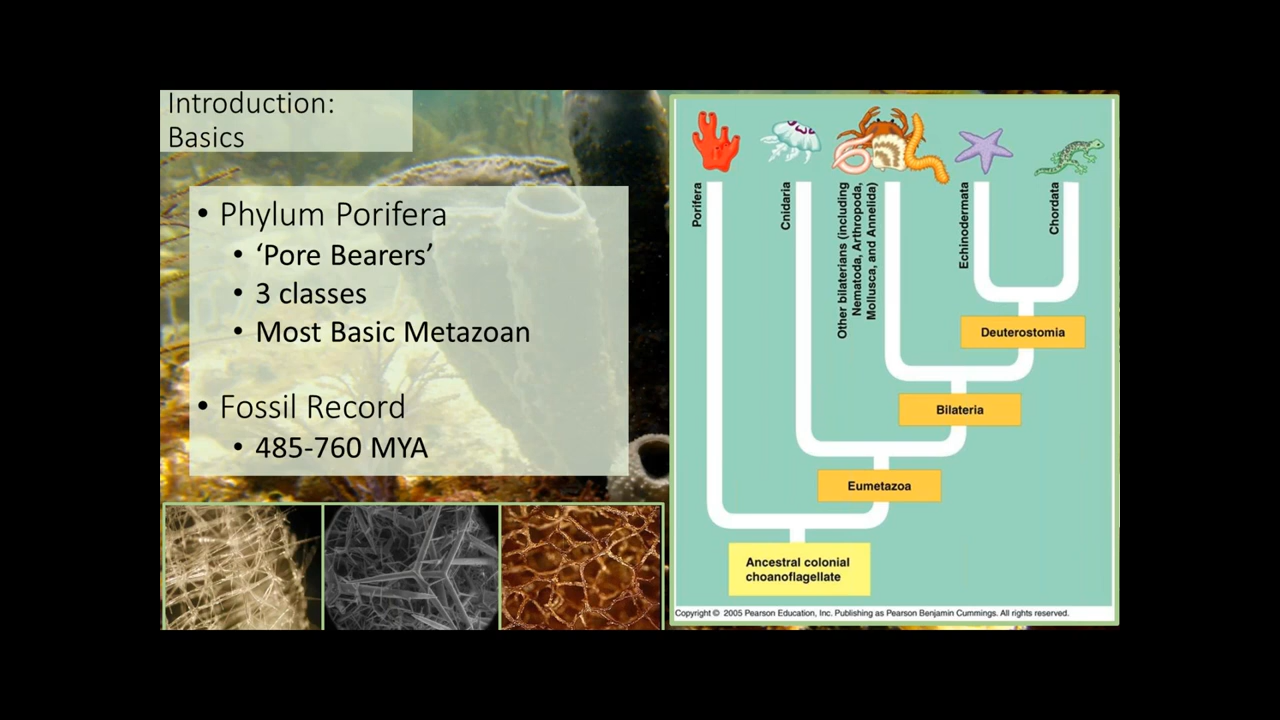 Introduction:
Basics
• Phylum Porifera
• ‘Pore Bearers’
• 3 classes
• Most Basic Metazoan
• Fossil Record
• 485-760 MYA
Porifera
Cnidaria
Other bilaterians (including
Nematoda, Arthropoda,
Mollusca, and Annelida)
Echinodermata
Chordata
Deuterostomia
Bilateria
Eumetazoa
Ancestral colonial
choanoflagellate
Copyright © 2005 Pearson Education, Inc. Publishing as Pearson Benjamin Cummings. All rights reserved.